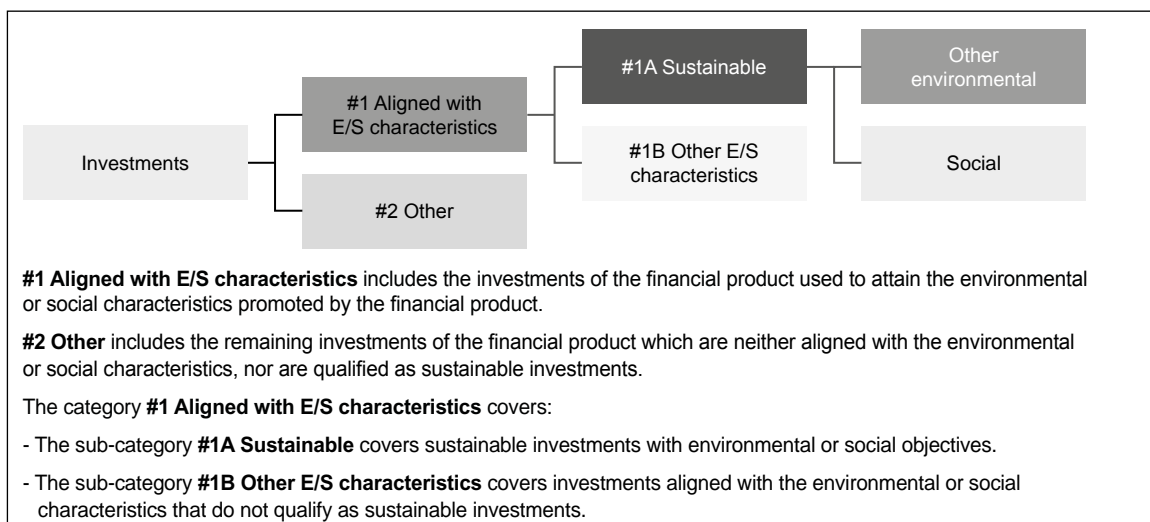 Investments
#1 Aligned with
E/S characteristics
#2 Other
#1A Sustainable
#1B Other E/S
characteristics
Other
environmental
Social
#1 Aligned with E/S characteristics includes the investments of the financial product used to attain the environmental
or social characteristics promoted by the financial product.
#2 Other includes the remaining investments of the financial product which are neither aligned with the environmental
or social characteristics, nor are qualified as sustainable investments.
The category #1 Aligned with E/S characteristics covers:
- The sub-category #1A Sustainable covers sustainable investments with environmental or social objectives.
- The sub-category #1B Other E/S characteristics covers investments aligned with the environmental or social
characteristics that do not qualify as sustainable investments.